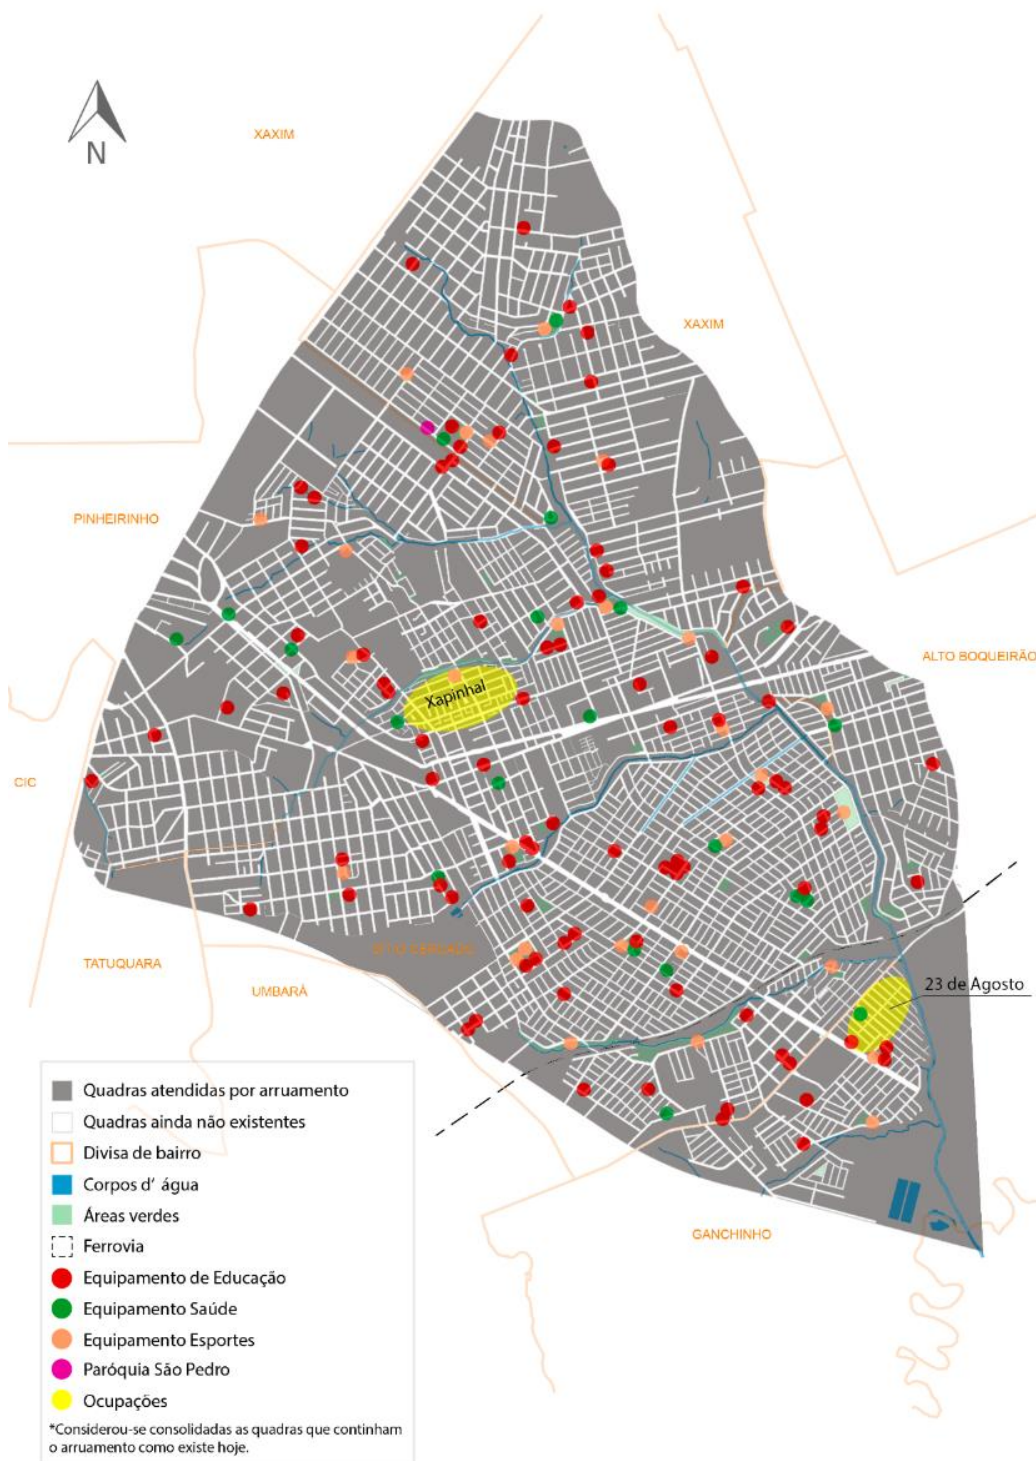 N
XAXIM
XAXIM
PINHEIRINHO
ALTO BOQUEIRÃO
Xapinhal
CIC
TATUQUARA
UMBARÁ
23 de Agosto
GANCHINHO
Quadras atendidas por arruamento
Quadras ainda não existentes
Divisa de bairro
Corpos d' água
Áreas verdes
Ferrovia
Equipamento de Educação
Equipamento Saúde
Equipamento Esportes
Paróquia São Pedro
Ocupações
*Considerou-se consolidadas as quadras que continham
o arruamento como existe hoje.